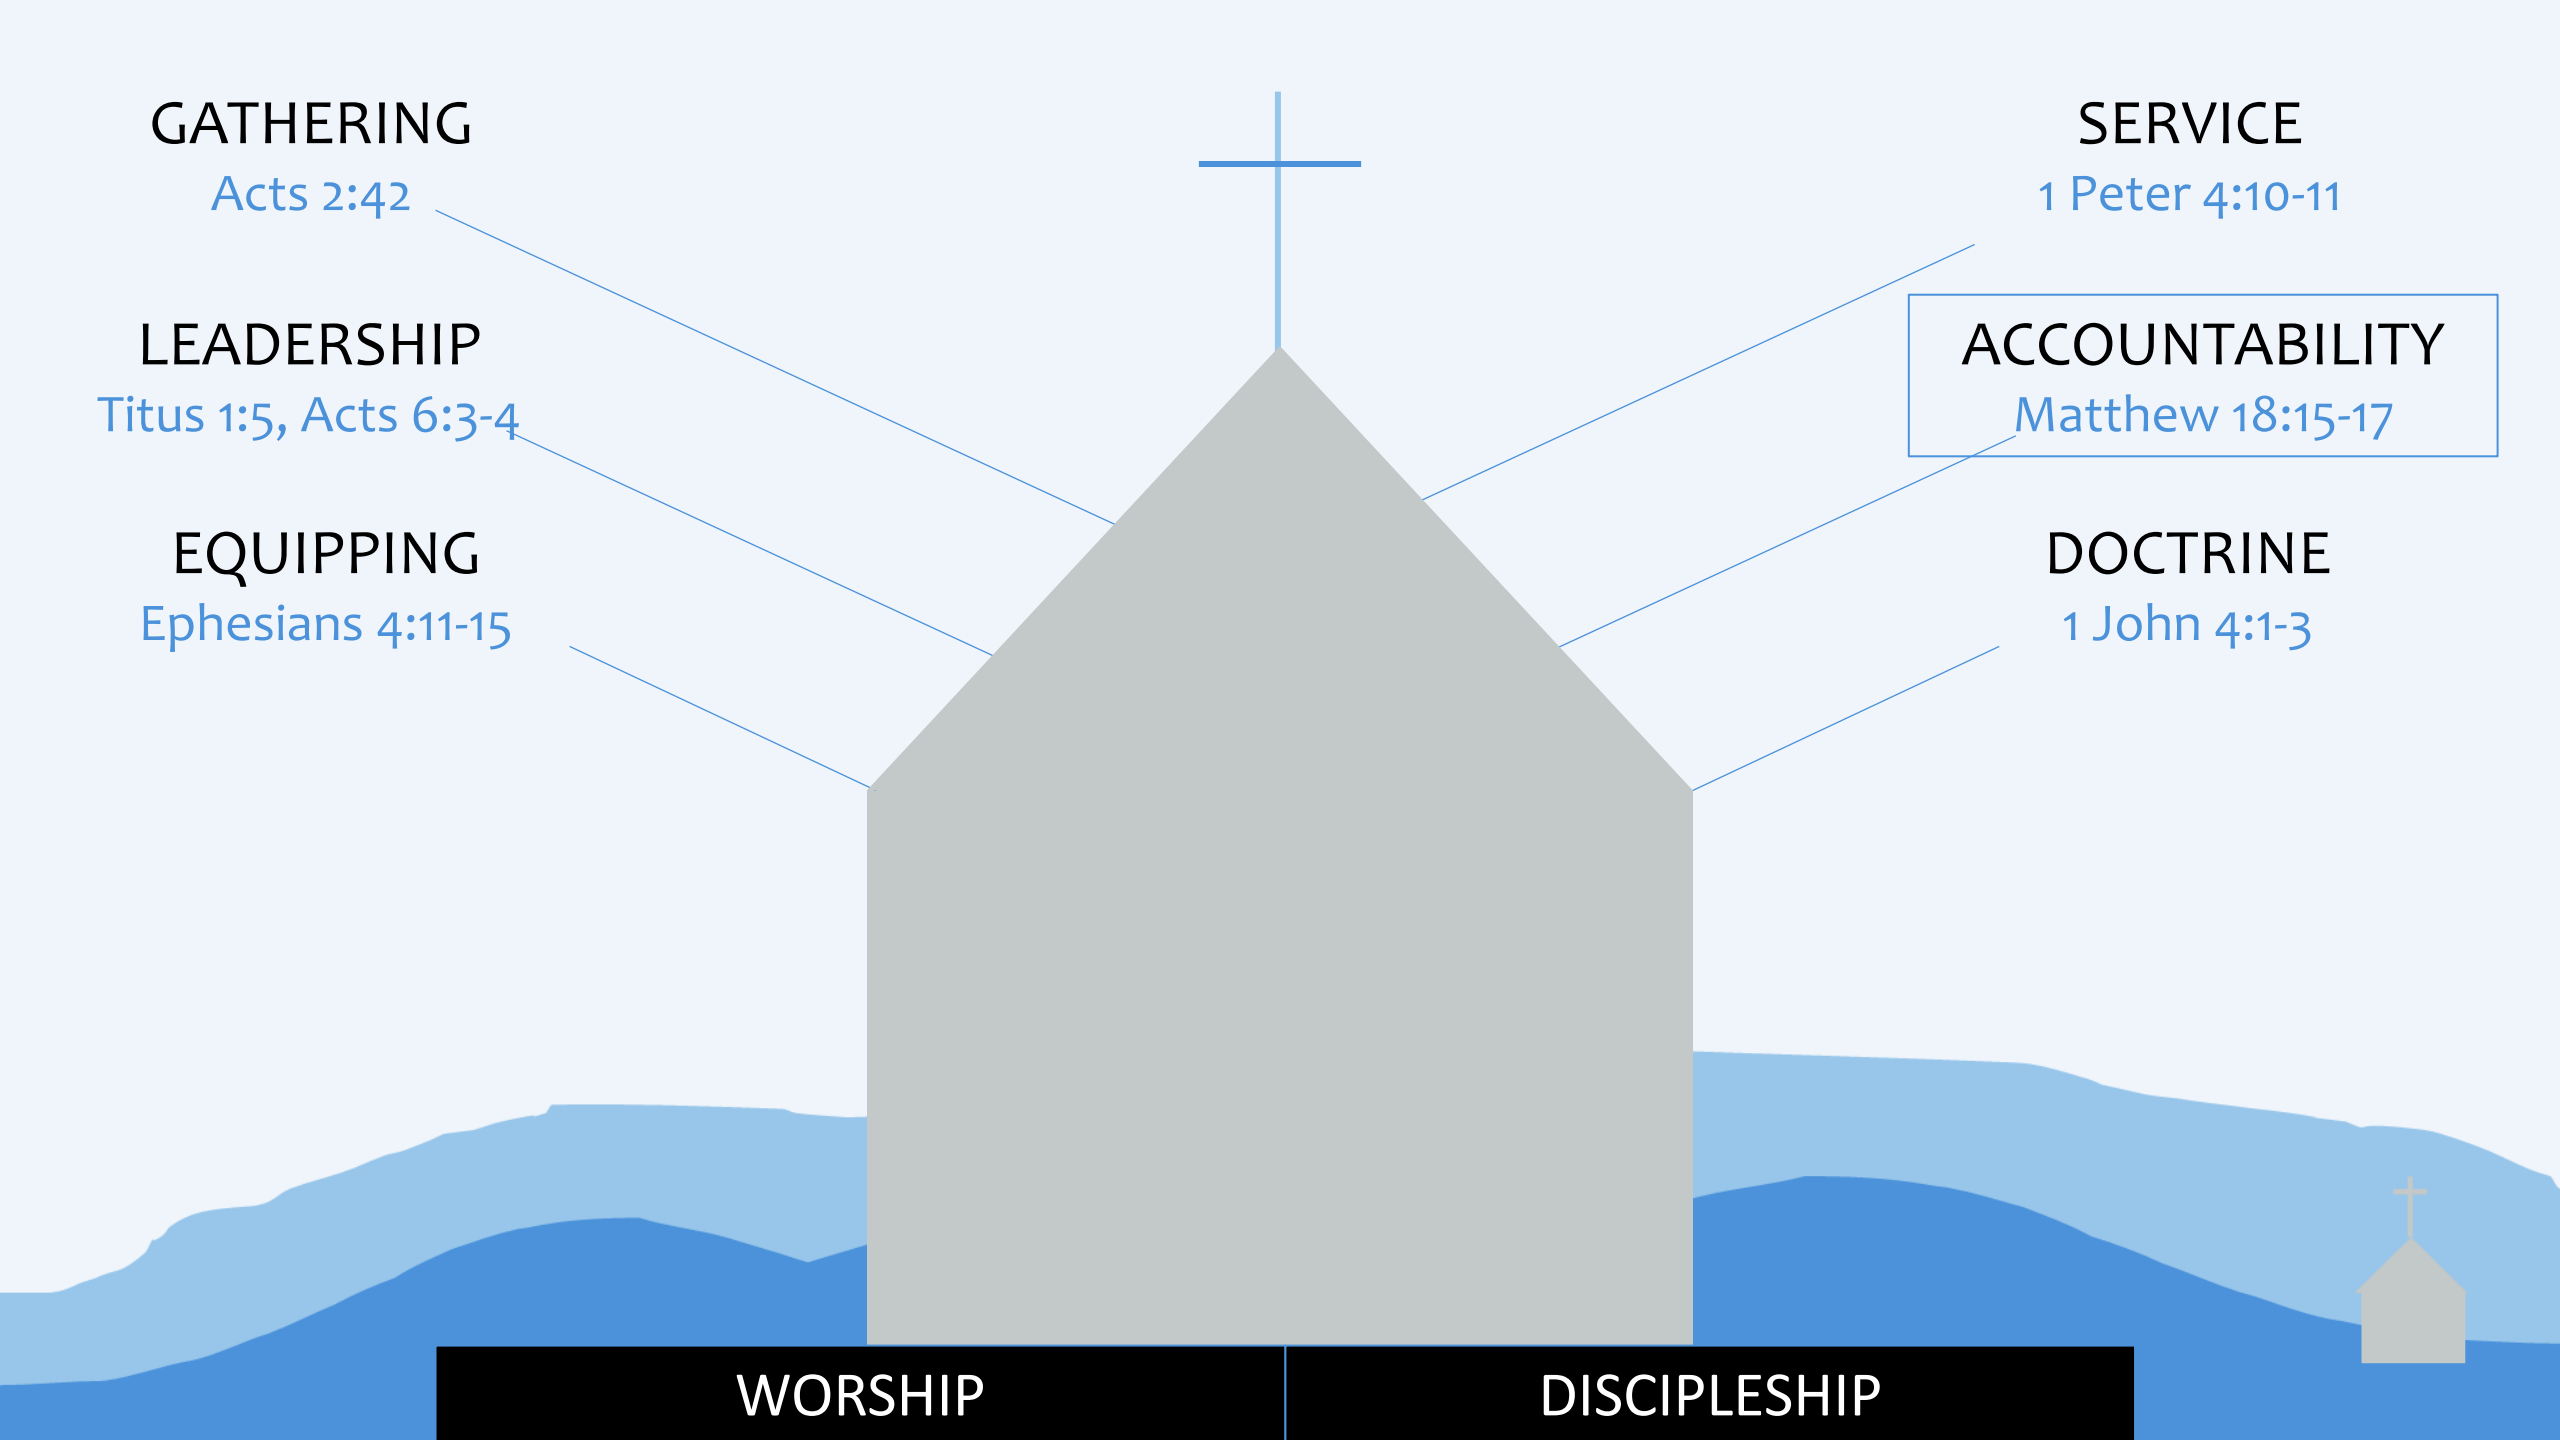 GATHERING
Acts 2:42
LEADERSHIP
Titus 1:5, Acts 6:3-4
EQUIPPING
Ephesians 4:11-15
SERVICE
1 Peter 4:10-11
ACCOUNTABILITY
Matthew 18:15-17
DOCTRINE
1 John 4:1-3
WORSHIP
DISCIPLESHIP